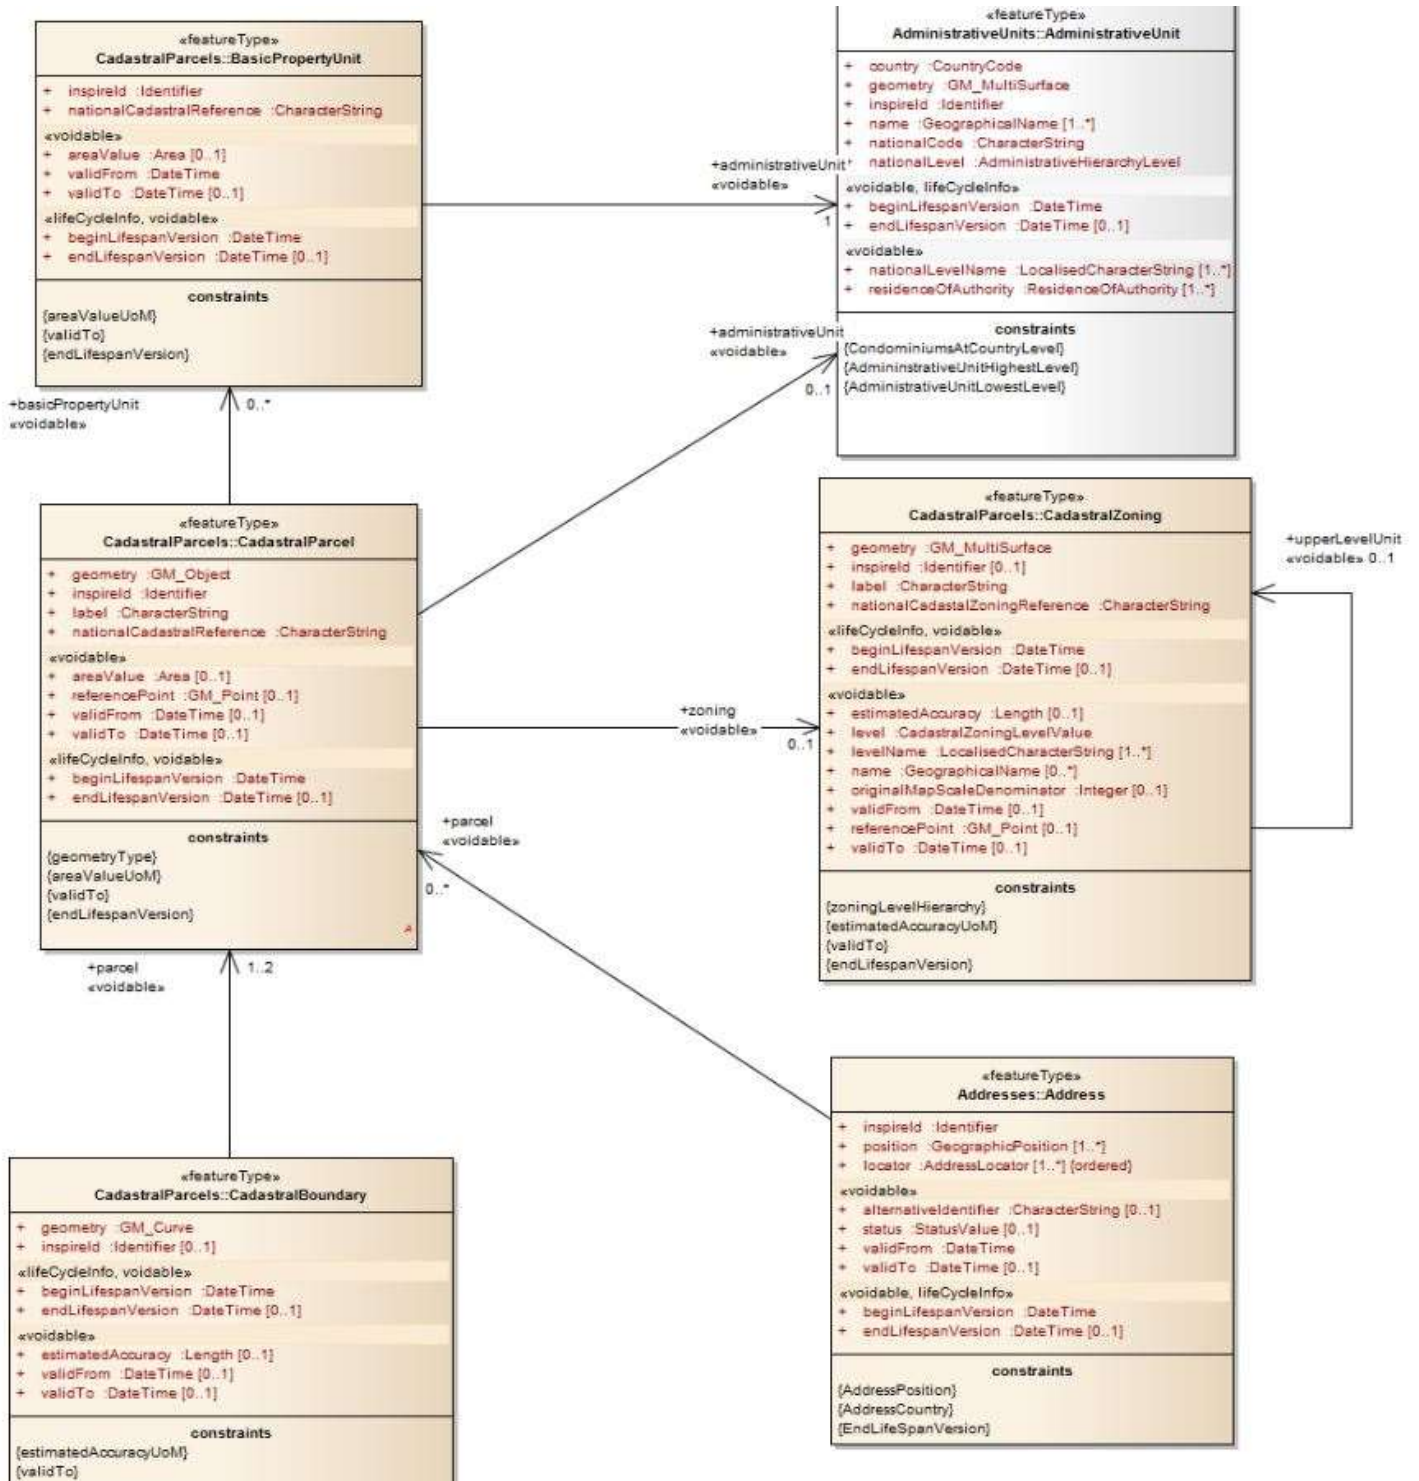 «featureType»
CadastralParcels::BasicPropertyUnit
+ inspireId :Identifier
+ nationalCadastralReference :CharacterString
«voidable»
+ areaValue :Area [0..1]
+ validFrom :DateTime
+ validTo :DateTime [0..1]
«lifeCycleInfo, voidable»
+ beginLifespanVersion :DateTime
+ endLifespanVersion :DateTime [0..1]
constraints
{areaValueUoM}
{validTo}
{endLifespanVersion}
«featureType»
AdministrativeUnits::AdministrativeUnit
+ country :CountryCode
+ geometry :GM_MultiSurface
+ inspireId :Identifier
+ name :GeographicalName [1..*]
+ nationalCode :CharacterString
+ nationalLevel :AdministrativeHierarchyLevel
«voidable, lifeCycleInfo»
+ beginLifespanVersion :DateTime
+ endLifespanVersion :DateTime [0..1]
«voidable»
+ nationalLevelName :LocalisedCharacterString [1..*]
+ residenceOfAuthority :ResidenceOfAuthority [1..*]
constraints
{CondominiumsAtCountryLevel}
{AdmininstrativeUnitHighestLevel}
{AdministrativeUnitLowestLevel}
+administrativeUnit
«voidable»
1
+administrativeUnit
«voidable»
0..1
+basicPropertyUnit
«voidable»
0..*
«featureType»
CadastralParcels::CadastralParcel
+ geometry :GM_Object
+ inspireId :Identifier
+ label :CharacterString
+ nationalCadastralReference :CharacterString
«voidable»
+ areaValue :Area [0..1]
+ referencePoint :GM_Point [0..1]
+ validFrom :DateTime [0..1]
+ validTo :DateTime [0..1]
«lifeCycleInfo, voidable»
+ beginLifespanVersion :DateTime
+ endLifespanVersion :DateTime [0..1]
constraints
{geometryType}
{areaValueUoM}
{validTo}
{endLifespanVersion}
A
+zoning
«voidable»
0..1
«featureType»
CadastralParcels::CadastralZoning
+ geometry :GM_MultiSurface
+ inspireId :Identifier [0..1]
+ label :CharacterString
+ nationalCadastalZoningReference :CharacterString
«lifeCycleInfo, voidable»
+ beginLifespanVersion :DateTime
+ endLifespanVersion :DateTime [0..1]
«voidable»
+ estimatedAccuracy :Length [0..1]
+ level :CadastralZoningLevelValue
+ levelName :LocalisedCharacterString [1..*]
+ name :GeographicalName [0..*]
+ originalMapScaleDenominator :Integer [0..1]
+ validFrom :DateTime [0..1]
+ referencePoint :GM_Point [0..1]
+ validTo :DateTime [0..1]
constraints
{zoningLevelHierarchy}
{estimatedAccuracyUoM}
{validTo}
{endLifespanVersion}
+upperLevelUnit
«voidable» 0..1
+parcel
«voidable»
0..*
+parcel
«voidable»
1..2
«featureType»
Addresses::Address
+ inspireId :Identifier
+ position :GeographicPosition [1..*]
+ locator :AddressLocator [1..*] {ordered}
«voidable»
+ alternativeIdentifier :CharacterString [0..1]
+ status :StatusValue [0..1]
+ validFrom :DateTime
+ validTo :DateTime [0..1]
«voidable, lifeCycleInfo»
+ beginLifespanVersion :DateTime
+ endLifespanVersion :DateTime [0..1]
constraints
{AddressPosition}
{AddressCountry}
{EndLifeSpanVersion}
«featureType»
CadastralParcels::CadastralBoundary
+ geometry :GM_Curve
+ inspireId :Identifier [0..1]
«lifeCycleInfo, voidable»
+ beginLifespanVersion :DateTime
+ endLifespanVersion :DateTime [0..1]
«voidable»
+ estimatedAccuracy :Length [0..1]
+ validFrom :DateTime [0..1]
+ validTo :DateTime [0..1]
constraints
{estimatedAccuracyUoM}
{validTo}